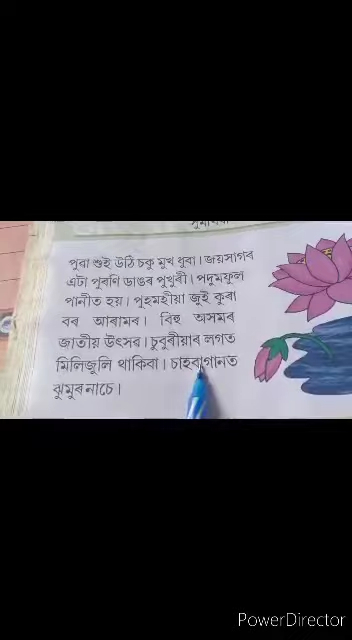 পুৱা শুই উঠি চকু মুখ ধুবা। জয়সাগৰ
এটা পুৰণি ডাঙৰ পুখুৰী। পদুমফুল
পানীত হয়। পুহমহীয়া জুই কুৰা
বৰ আৰামৰ। বিহু অসমৰ
জাতীয় উৎসৱ। চুবুৰীয়াৰ লগত
মিলিজুলি থাকিবা। চাহবাগানত
ঝুমুৰ নাচে।
PowerDirector